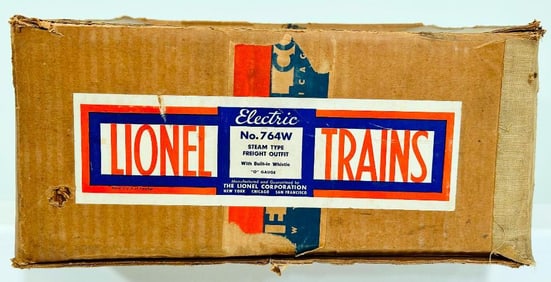 Electric
LIONEL No. 764W TRAINS
STEAM TYPE
FREIGHT OUTFIT
With Built-in Whistle
"O" GAUGE
Manufactured and Guaranteed by
THE LIONEL CORPORATION
NEW YORK CHICAGO SAN FRANCISCO